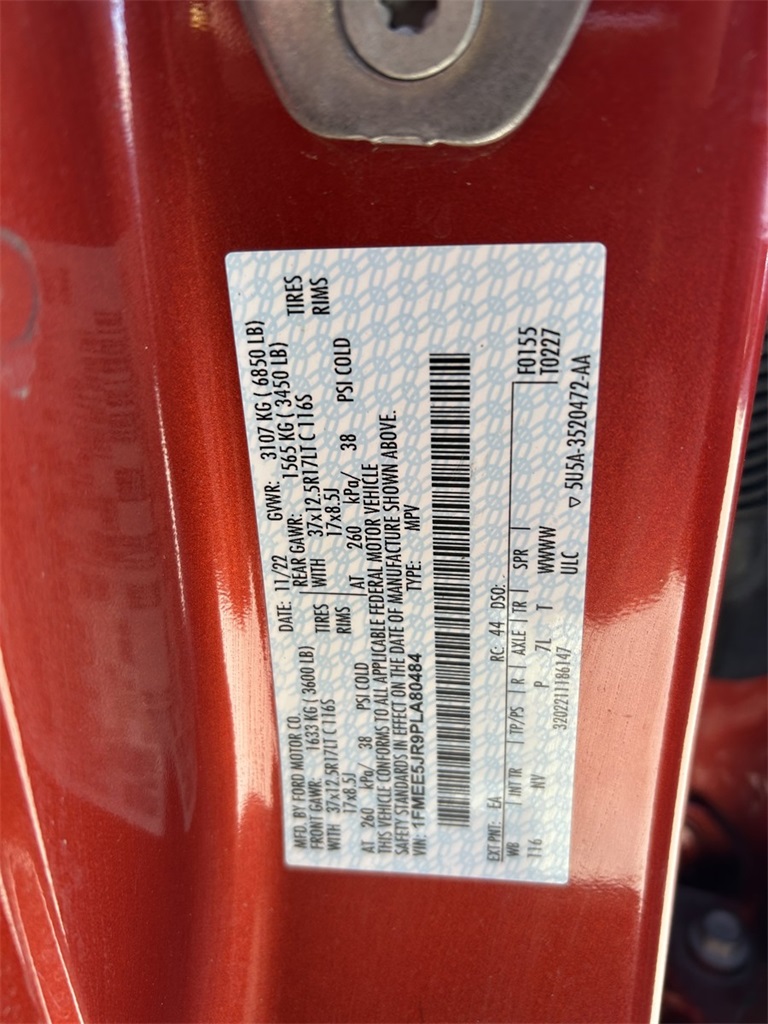 MFD. BY FORD MOTOR CO. DATE: 11/22 GVWR: 3107 KG ( 6850 LB)
FRONT GAWR: 1633 KG ( 3600 LB) REAR GAWR: 1565 KG ( 3450 LB)
WITH 37x12.5R17LT C 116S TIRES WITH 37x12.5R17LT C 116S TIRES
17x8.5J RIMS 17x8.5J RIMS
AT 260 kPa/ 38 PSI COLD AT 260 kPa/ 38 PSI COLD
THIS VEHICLE CONFORMS TO ALL APPLICABLE FEDERAL MOTOR VEHICLE
SAFETY STANDARDS IN EFFECT ON THE DATE OF MANUFACTURE SHOWN ABOVE.
VIN: 1FMEE5JR9PLA80484 TYPE: MPV
EXT PNT: EA RC: 44 DSO: F0155
WB INT TR TP/PS R AXLE TR SPR T0227
116 NV P 7L T WWWW
3202211186147 ULC ▽ 5U5A-3520472-AA